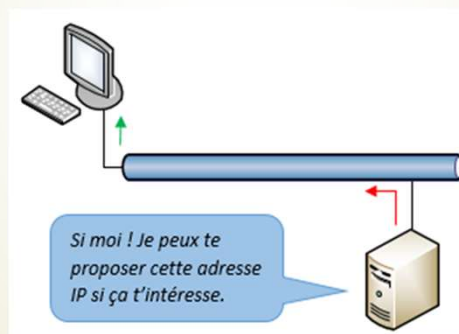 Si moi ! Je peux te
proposer cette adresse
IP si ça t'intéresse.